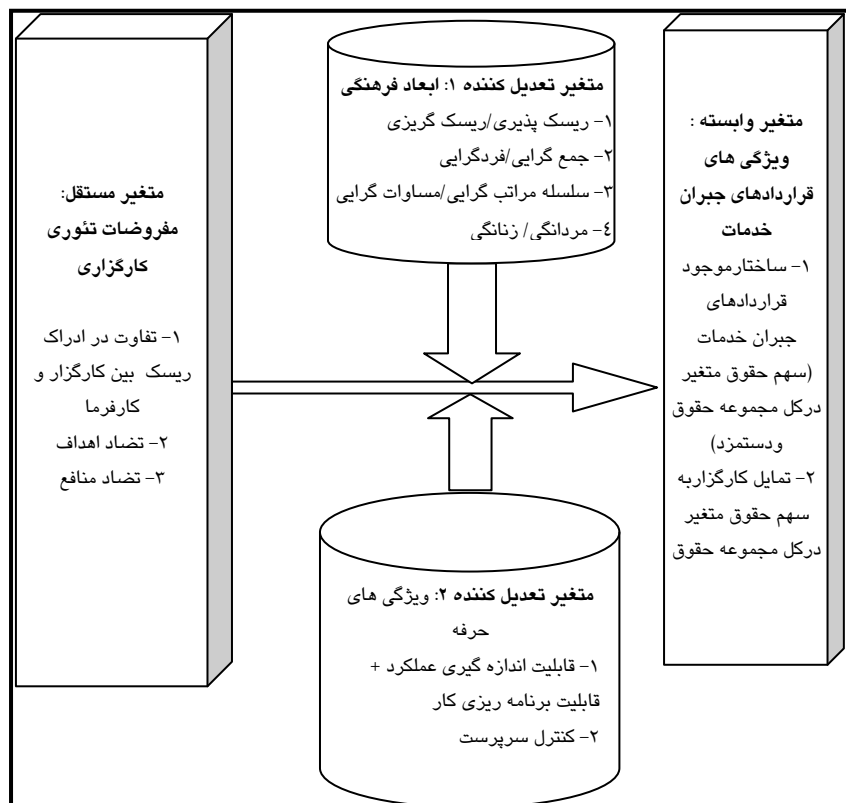 متغیر مستقل:
مفروضات تئوری
کارگزاری
۱- تفاوت در ادراک
ریسک بین کارگزار و
کارفرما
۲- تضاد اهداف
۳- تضاد منافع
متغیر تعدیل کننده ۱: ابعاد فرهنگی
۱- ریسک پذیری/ریسک گریزی
۲- جمع گرایی/فردگرایی
۳- سلسله مراتب گرایی/مساوات گرایی
٤- مردانگی/ زنانگی
متغیر تعدیل کننده ۲: ویژگی های
حرفه
۱- قابلیت اندازه گیری عملکرد +
قابلیت برنامه ریزی کار
۲- کنترل سرپرست
متغیر وابسته :
ویژگی های
قراردادهای جبران
خدمات
۱- ساختارموجود
قراردادهای
جبران خدمات
(سهم حقوق متغیر
درکل مجموعه حقوق
ودستمزد)
۲- تمایل کارگزاربه
سهم حقوق متغیر
درکل مجموعه حقوق